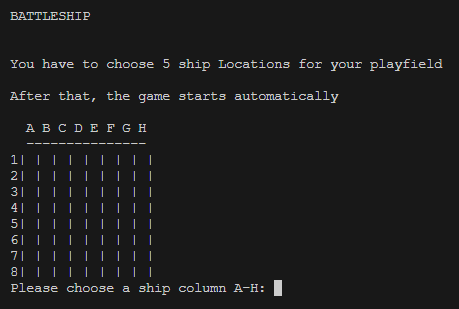 BATTLESHIP
You have to choose 5 ship Locations for your playfield
After that, the game starts automatically
  A B C D E F G H
  ---------------
1| | | | | | | | |
2| | | | | | | | |
3| | | | | | | | |
4| | | | | | | | |
5| | | | | | | | |
6| | | | | | | | |
7| | | | | | | | |
8| | | | | | | | |
Please choose a ship column A-H: